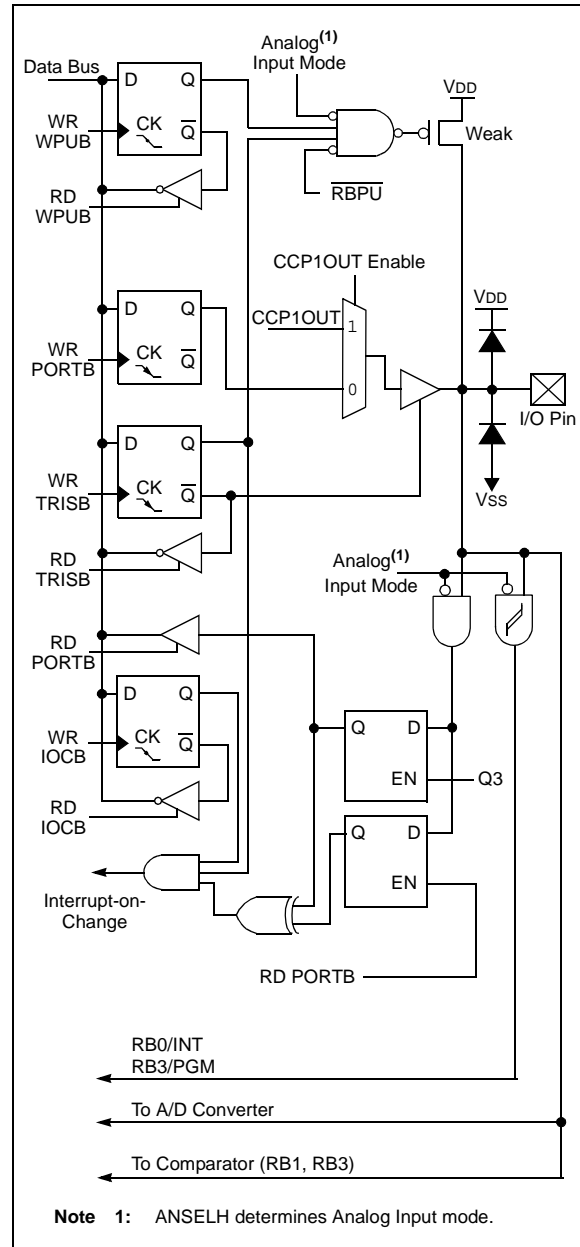 Analog(1)
Input Mode
Data Bus
D Q
VDD
WR
WPUB
CK Q
Weak
RBPU
RD
WPUB
CCP1OUT Enable
D Q
CCP1OUT
1
VDD
WR
PORTB
CK Q
0
I/O Pin
D Q
WR
TRISB
CK Q
VSS
RD
TRISB
Analog(1)
Input Mode
RD
PORTB
D Q
WR
IOCB
CK Q
Q D
EN
Q3
RD
IOCB
Q D
EN
Interrupt-on-
Change
RD PORTB
RB0/INT
RB3/PGM
To A/D Converter
To Comparator (RB1, RB3)
Note 1: ANSELH determines Analog Input mode.